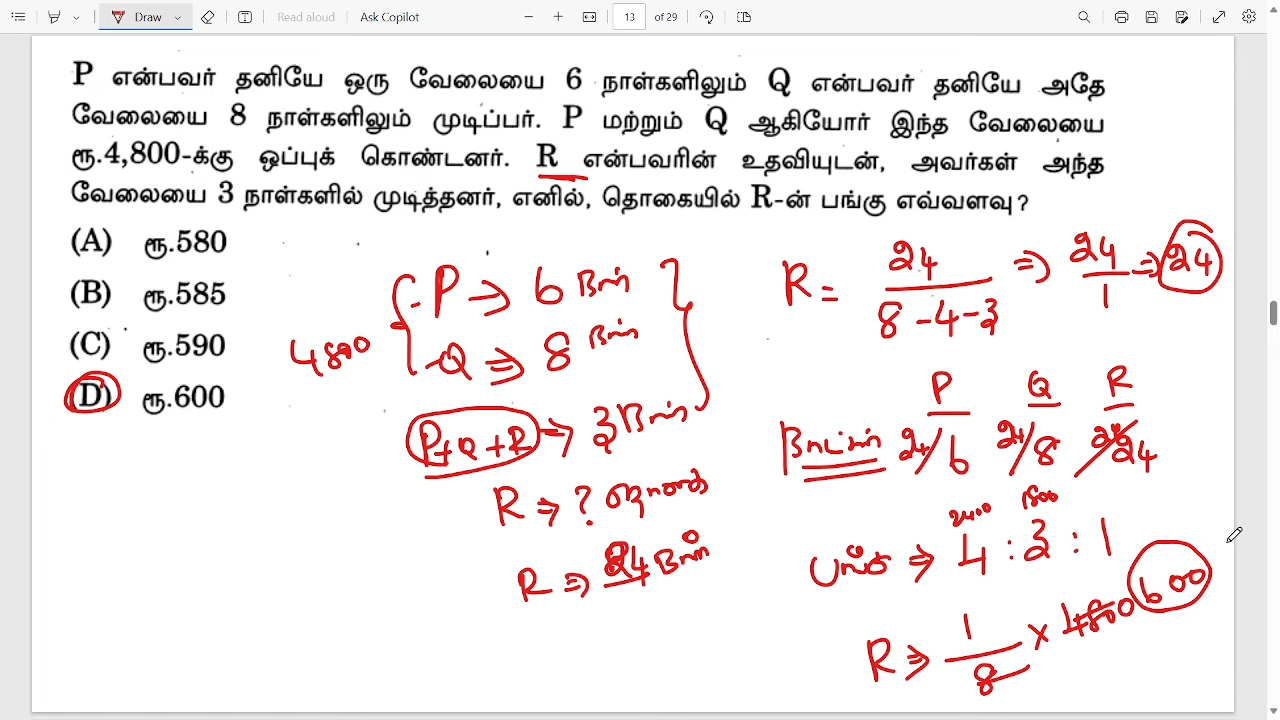 Draw
Read aloud
Ask Copilot
13
of 29
P என்பவர் தனியே ஒரு வேலையை 6 நாள்களிலும் Q என்பவர் தனியே அதே
வேலையை 8 நாள்களிலும் முடிப்பர். P மற்றும் Q ஆகியோர் இந்த வேலையை
ரூ.4,800-க்கு ஒப்புக் கொண்டனர். R என்பவரின் உதவியுடன், அவர்கள் அந்த
வேலையை 3 நாள்களில் முடித்தனர், எனில், தொகையில் R-ன் பங்கு எவ்வளவு?
(A) ரூ.580
(B) ரூ.585
(C) ரூ.590
(D) ரூ.600
4800
P → 6 நாள்
Q ⇒ 8 நாள்
P+Q+R ⇒ 3 நாள்
R ⇒ ?
R ⇒ 24 நாள்
R = 24/(8-4-3) ⇒ 24/1 ⇒ 24
P Q R
நாட்கள் 24/6 24/8 24/24
2400 1800
பங்கு ⇒ 4 : 3 : 1
R ⇒ 1/8 × 4800 600